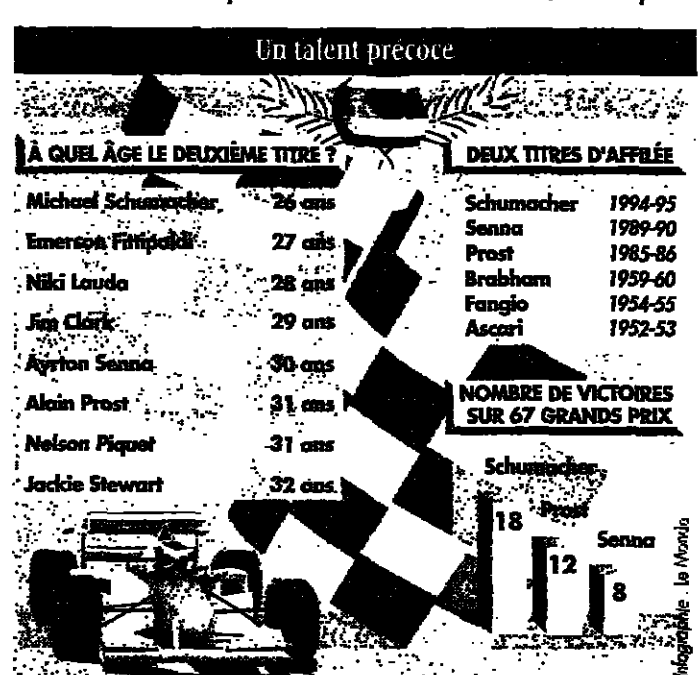 Un talent précoce
À QUEL ÂGE LE DEUXIÈME TITRE ?
Michael Schumacher 26 ans
Emerson Fittipaldi 27 ans
Niki Lauda 28 ans
Jim Clark 29 ans
Ayrton Senna 30 ans
Alain Prost 31 ans
Nelson Piquet 31 ans
Jackie Stewart 32 ans
DEUX TITRES D'AFFILÉE
Schumacher 1994-95
Senna 1989-90
Prost 1985-86
Brabham 1959-60
Fangio 1954-55
Ascari 1952-53
NOMBRE DE VICTOIRES
SUR 67 GRANDS PRIX
Schumacher
18
Prost
12
Senna
8
Infographie Le Monde